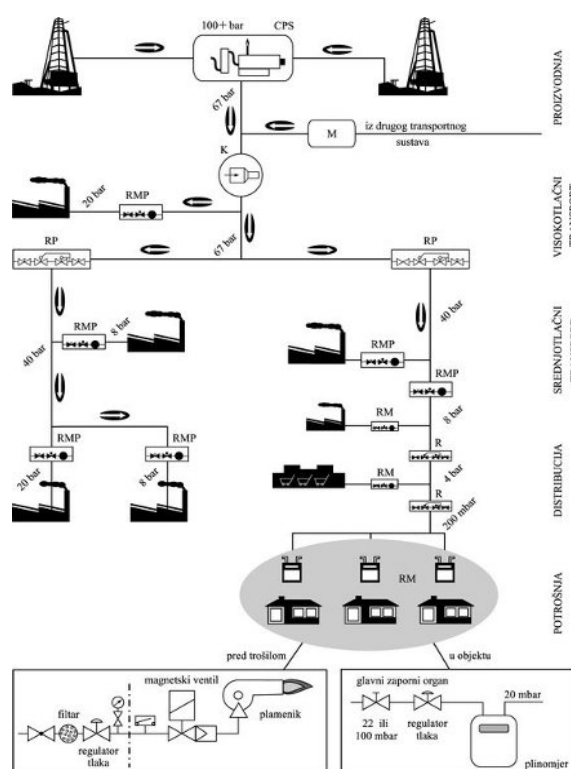 100+ bar
CPS
67 bar
M
iz drugog transportnog
sustava
K
20 bar
RMP
67 bar
RP
RP
40 bar
RMP
8 bar
40 bar
RMP
RMP
RM
8 bar
RMP
20 bar
RMP
8 bar
R
RM
4 bar
R
200 mbar
RM
PROIZVODNJA
VISOKOTLAČNI
SREDNJOTLAČNI
DISTRIBUCIJA
POTROŠNJA
pred trošilom
u objektu
magnetski ventil
filtar
plamenik
regulator
tlaka
glavni zaporni organ
20 mbar
22 ili
100 mbar
regulator
tlaka
plinomjer